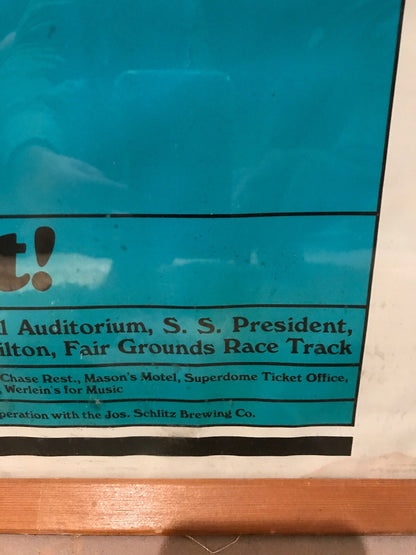 t!
l Auditorium, S. S. President,
ilton, Fair Grounds Race Track
Chase Rest., Mason's Motel, Superdome Ticket Office,
, Werlein's for Music
peration with the Jos. Schlitz Brewing Co.